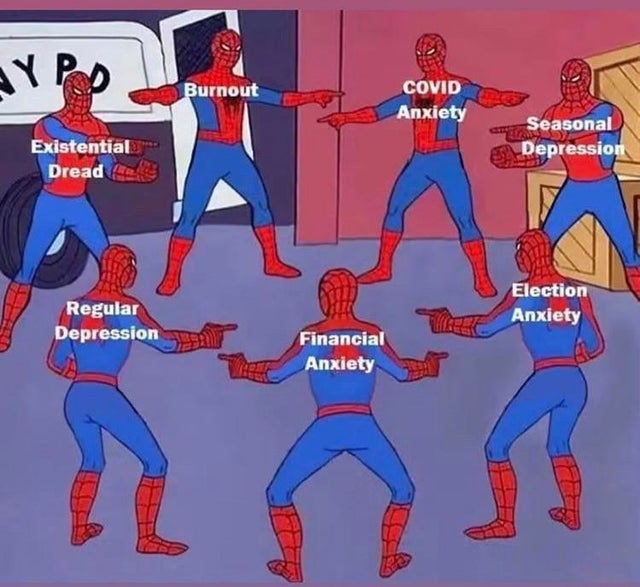 NYPD
Burnout
COVID
Anxiety
Seasonal
Depression
Existential
Dread
Regular
Depression
Financial
Anxiety
Election
Anxiety